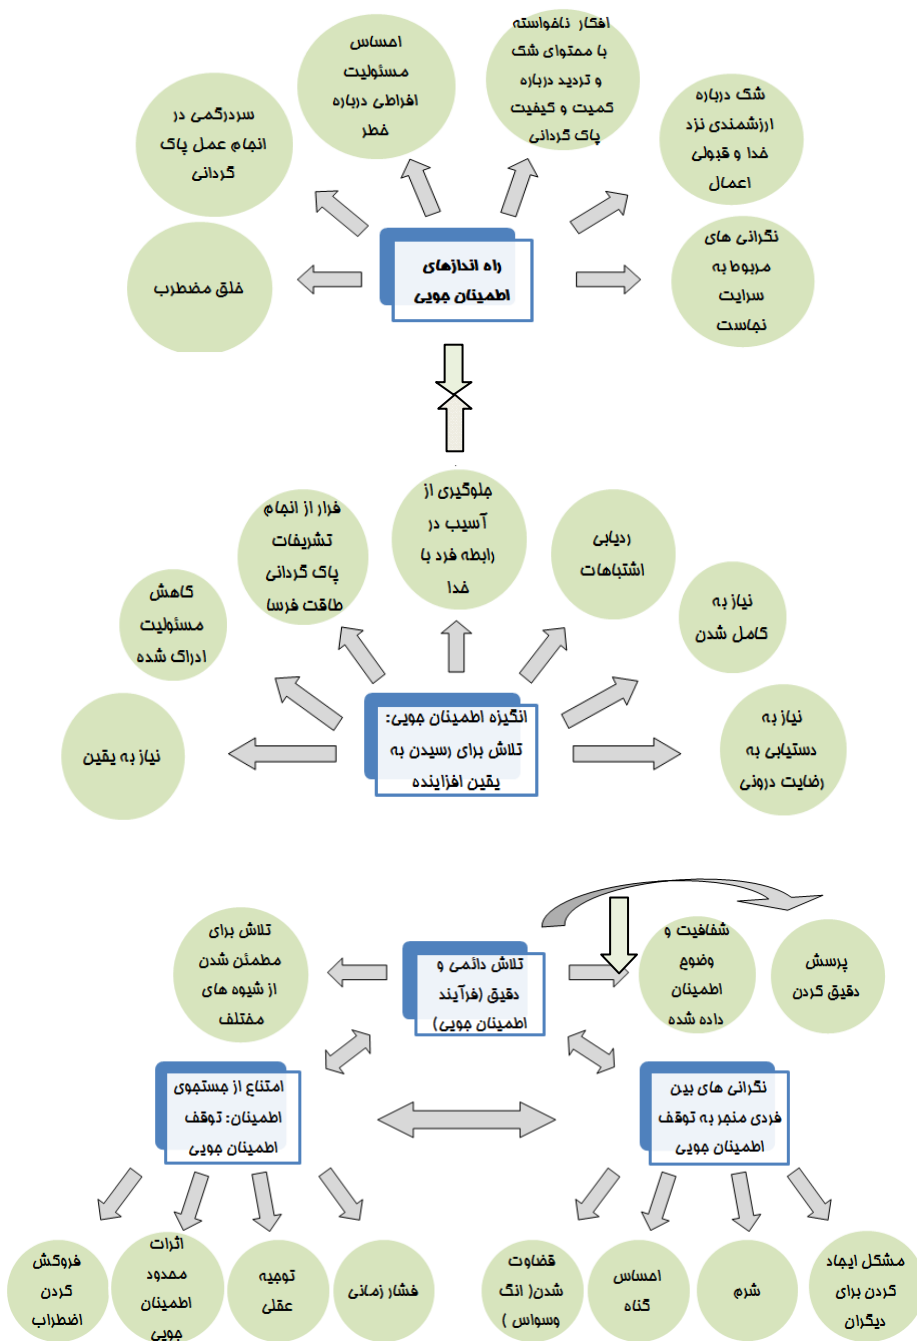 افکار ناخواسته
با محتوای شک
و تردید درباره
کمیت و کیفیت
پاک گردانی
احساس
مسئولیت
افراطی درباره
خطر
شک درباره
ارزشمندی نزد
خدا و قبولی
اعمال
سردرگمی در
انجام عمل پاک
گردانی
نگرانی های
مربوط به
سرایت
نجاست
راه اندازهای
اطمینان جویی
خلق مضطرب
جلوگیری از
آسیب در
رابطه فرد با
خدا
فرار از انجام
تشریفات
پاک گردانی
طاقت فرسا
ردیابی
اشتباهات
کاهش
مسئولیت
ادراک شده
نیاز به
کامل شدن
نیاز به
دستیابی به
رضایت درونی
انگیزه اطمینان جویی:
تلاش برای رسیدن به
یقین افزاینده
نیاز به یقین
پرسش
دقیق کردن
شفافیت و
وضوح
اطمینان
داده شده
تلاش دائمی و
دقیق (فرآیند
اطمینان جویی)
تلاش برای
مطمئن شدن
از شیوه های
مختلف
نگرانی های بین
فردی منجر به توقف
اطمینان جویی
امتناع از جستجوی
اطمینان: توقف
اطمینان جویی
مشکل ایجاد
کردن برای
دیگران
شرم
احساس
گناه
قضاوت
شدن( انگ
وسواس )
فشار زمانی
توجیه
عقلی
اثرات
محدود
اطمینان
جویی
فروکش
کردن
اضطراب